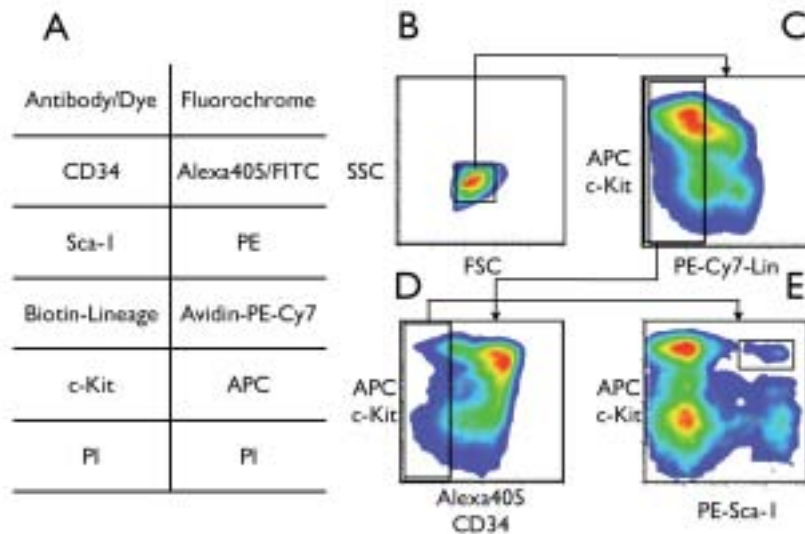 A
Antibody/Dye Fluorochrome
CD34 Alexa405/FITC
Sca-1 PE
Biotin-Lineage Avidin-PE-Cy7
c-Kit APC
PI PI
B
SSC
FSC
C
APC
c-Kit
PE-Cy7-Lin
D
APC
c-Kit
Alexa405
CD34
E
APC
c-Kit
PE-Sca-1